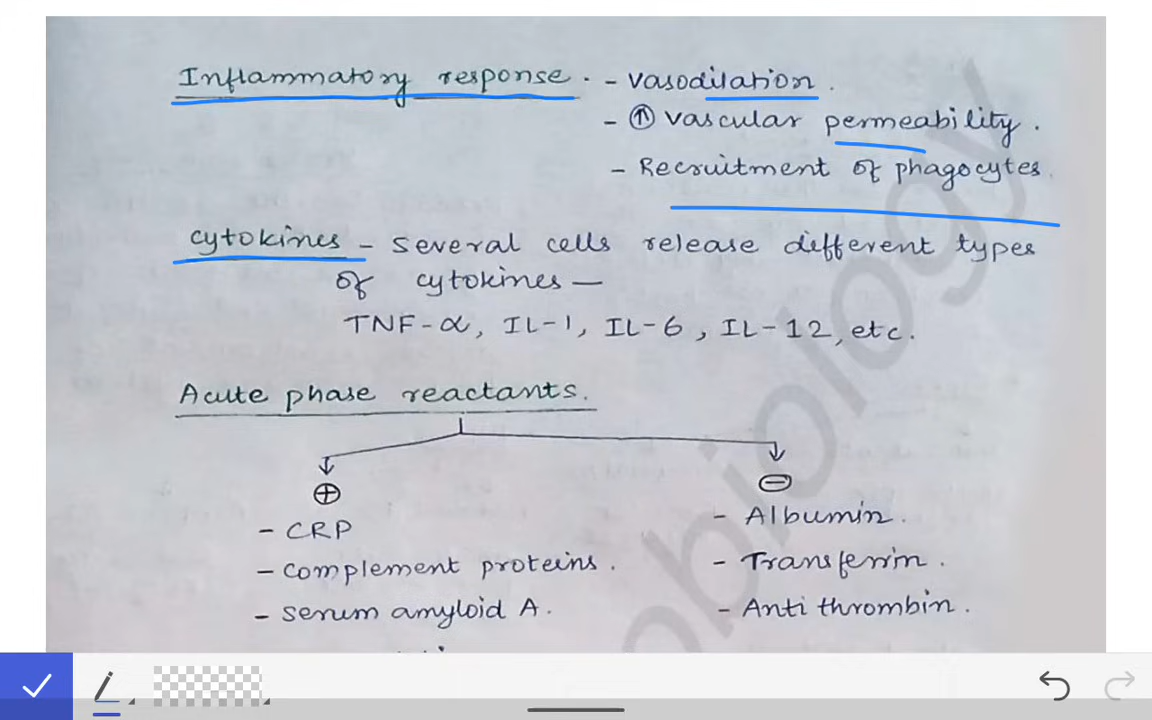 Inflammatory response. - Vasodilation.
- ↑ Vascular permeability.
- Recruitment of phagocytes.
Cytokines - Several cells release different types
of cytokines —
TNF-α, IL-1, IL-6, IL-12, etc.
Acute phase reactants.
⊕ ⊖
- CRP - Albumin.
- Complement proteins. - Transferrin.
- Serum amyloid A. - Anti thrombin.